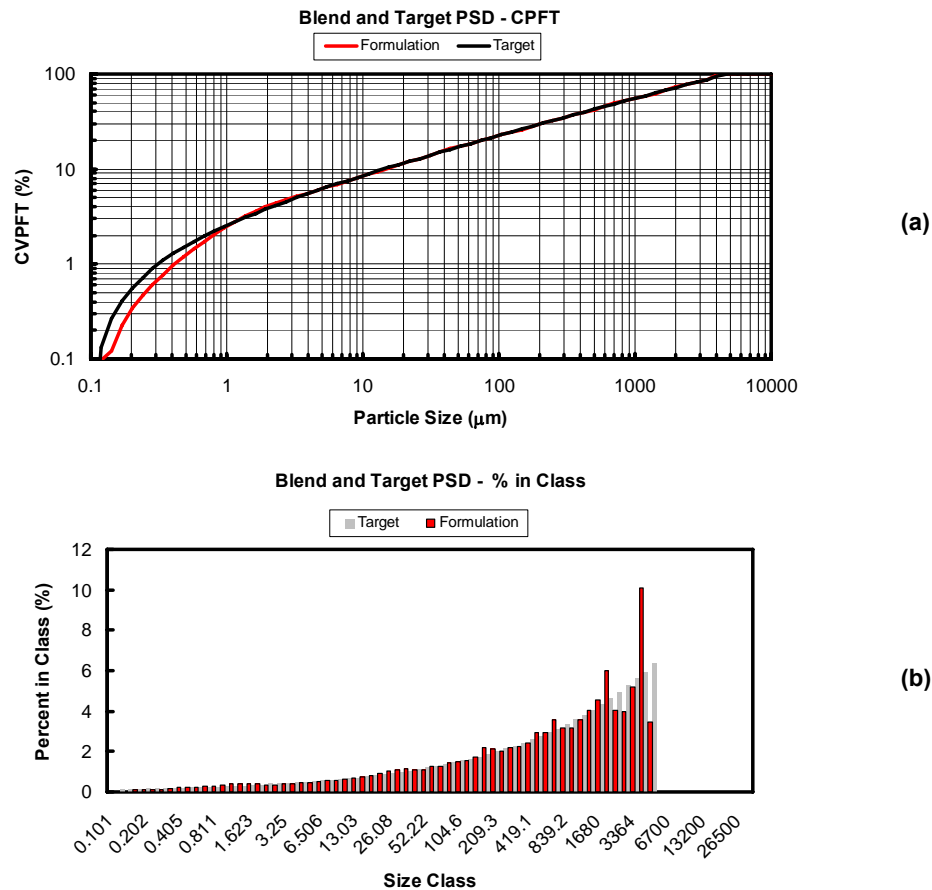 Blend and Target PSD - CPFT
Formulation Target
100
10
1
0.1
CVPFT (%)
(a)
0.1 1 10 100 1000 10000
Particle Size (μm)
Blend and Target PSD - % in Class
Target Formulation
12
10
8
6
4
2
0
Percent in Class (%)
(b)
0.101 0.202 0.405 0.811 1.623 3.25 6.506 13.03 26.08 52.22 104.6 209.3 419.1 839.2 1680 3364 6700 13200 26500
Size Class